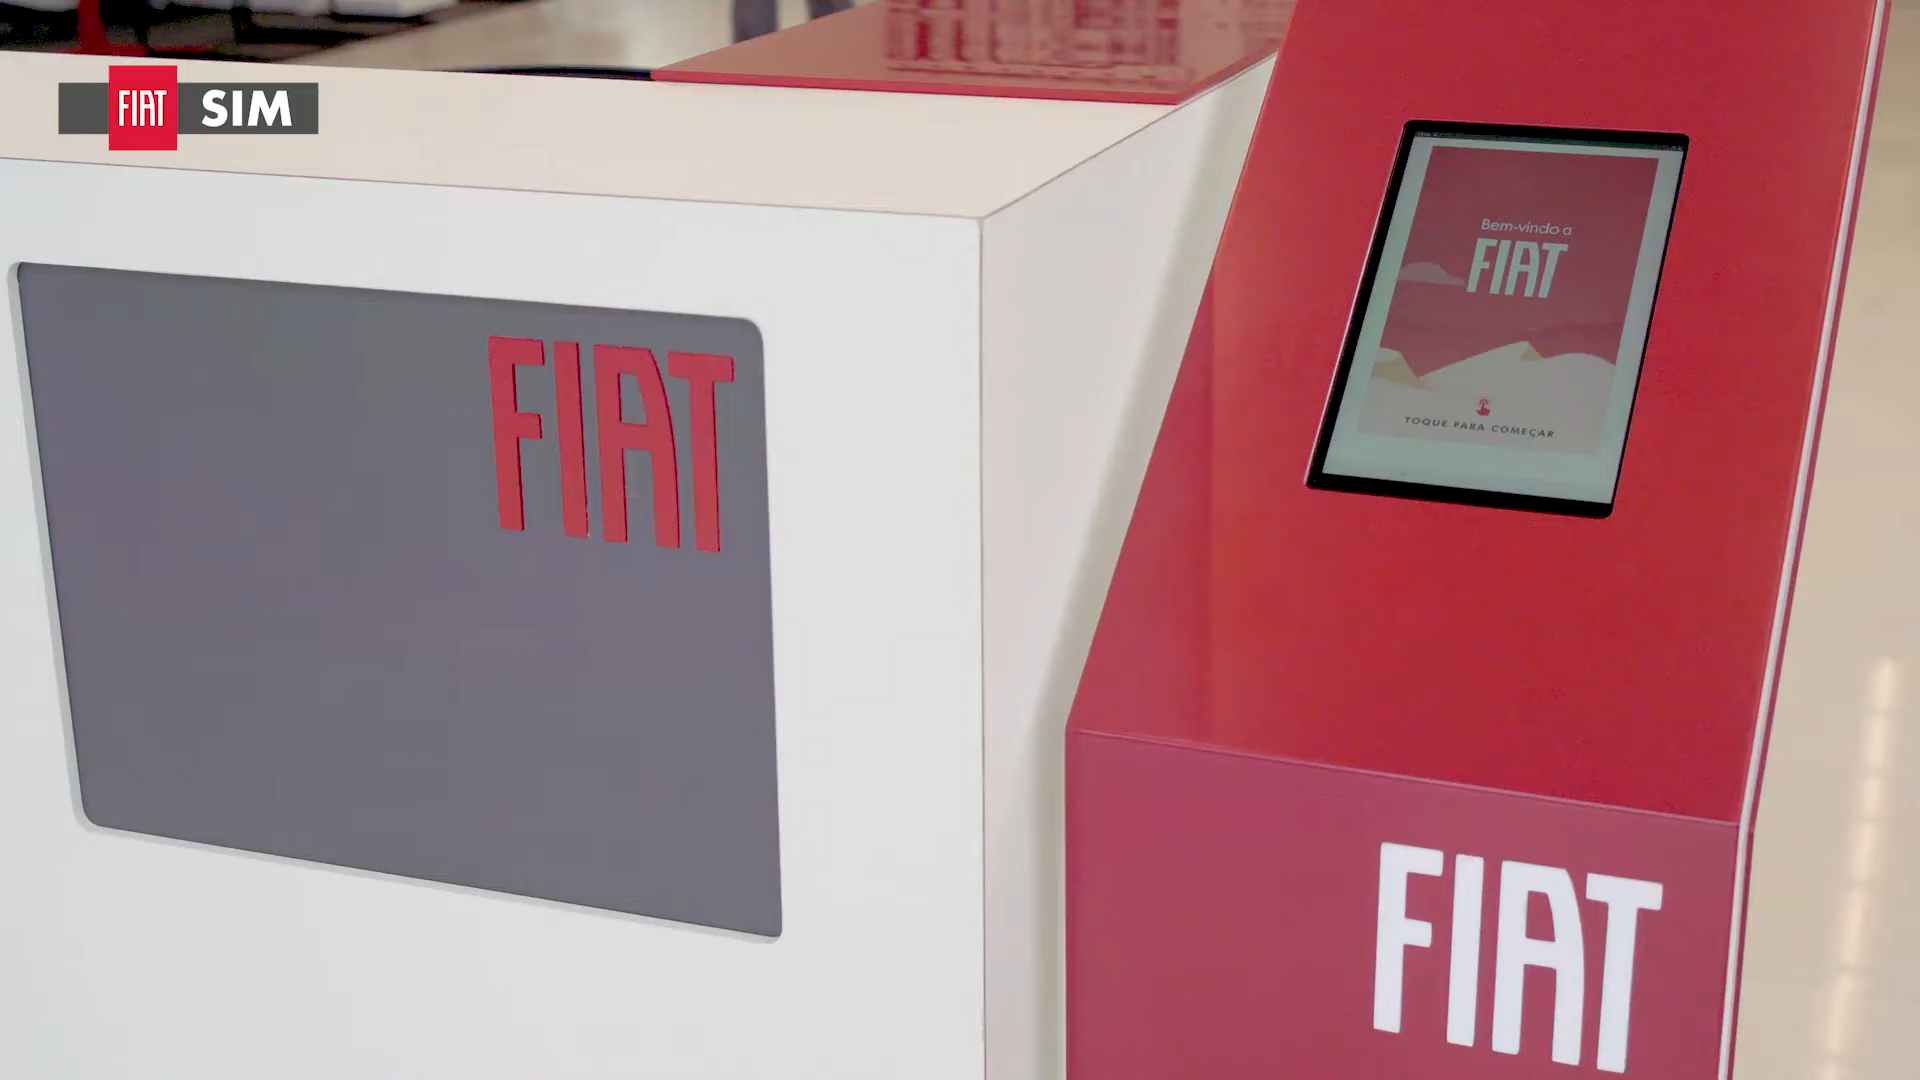 FIAT SIM
FIAT
Bem-vindo a
FIAT
TOQUE PARA COMEÇAR
FIAT